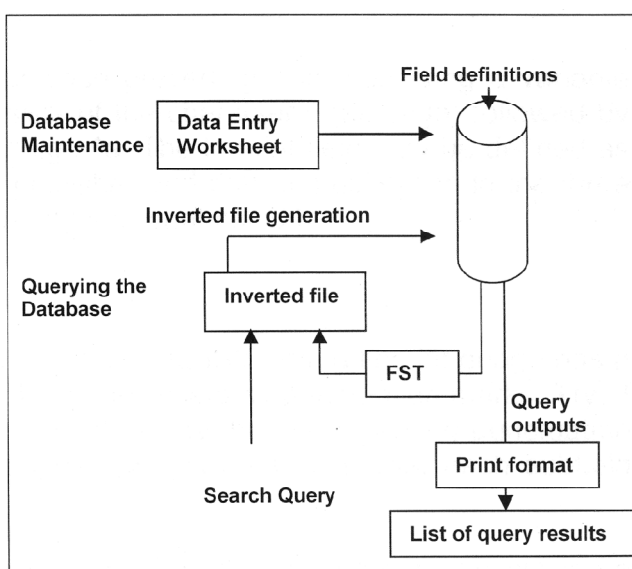 Field definitions
Database
Maintenance
Data Entry
Worksheet
Inverted file generation
Querying the
Database
Inverted file
FST
Query
outputs
Print format
Search Query
List of query results